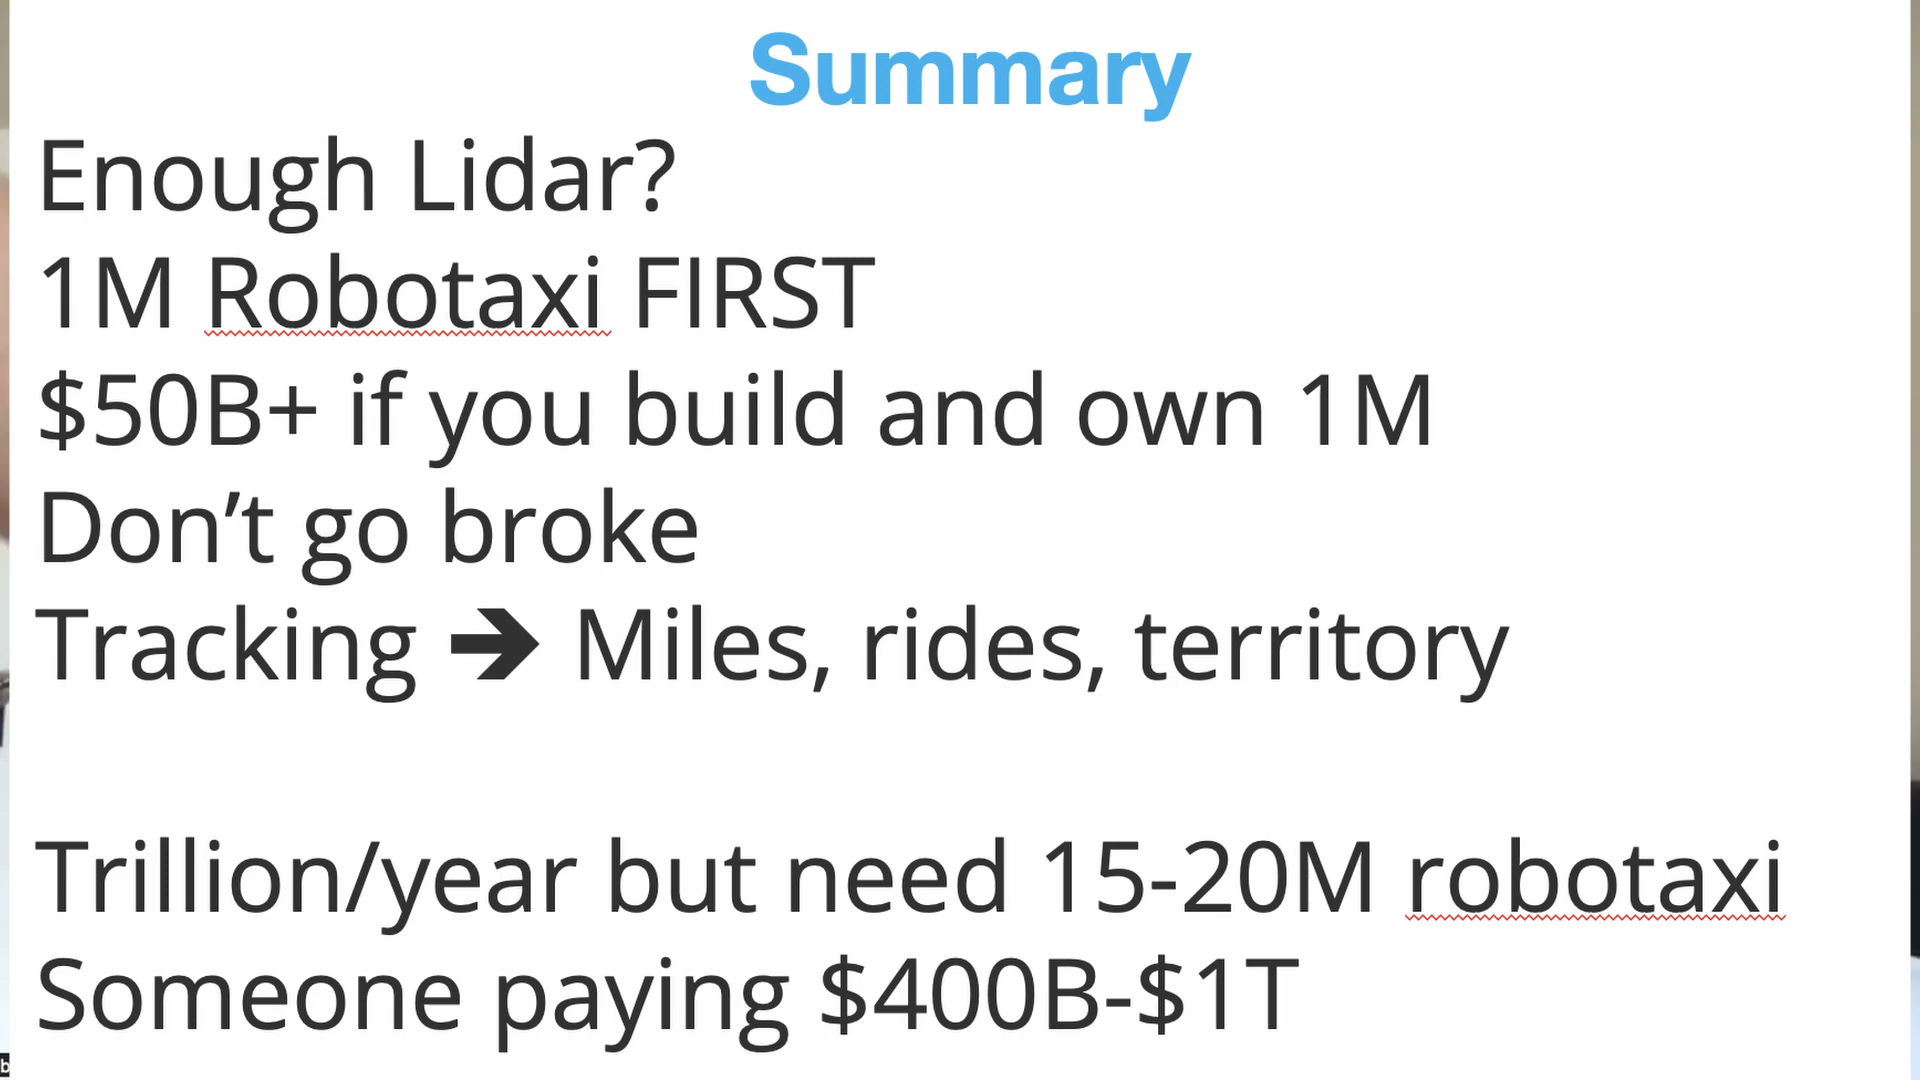 Summary
Enough Lidar?
1M Robotaxi FIRST
$50B+ if you build and own 1M
Don’t go broke
Tracking ➔ Miles, rides, territory
Trillion/year but need 15-20M robotaxi
Someone paying $400B-$1T
b